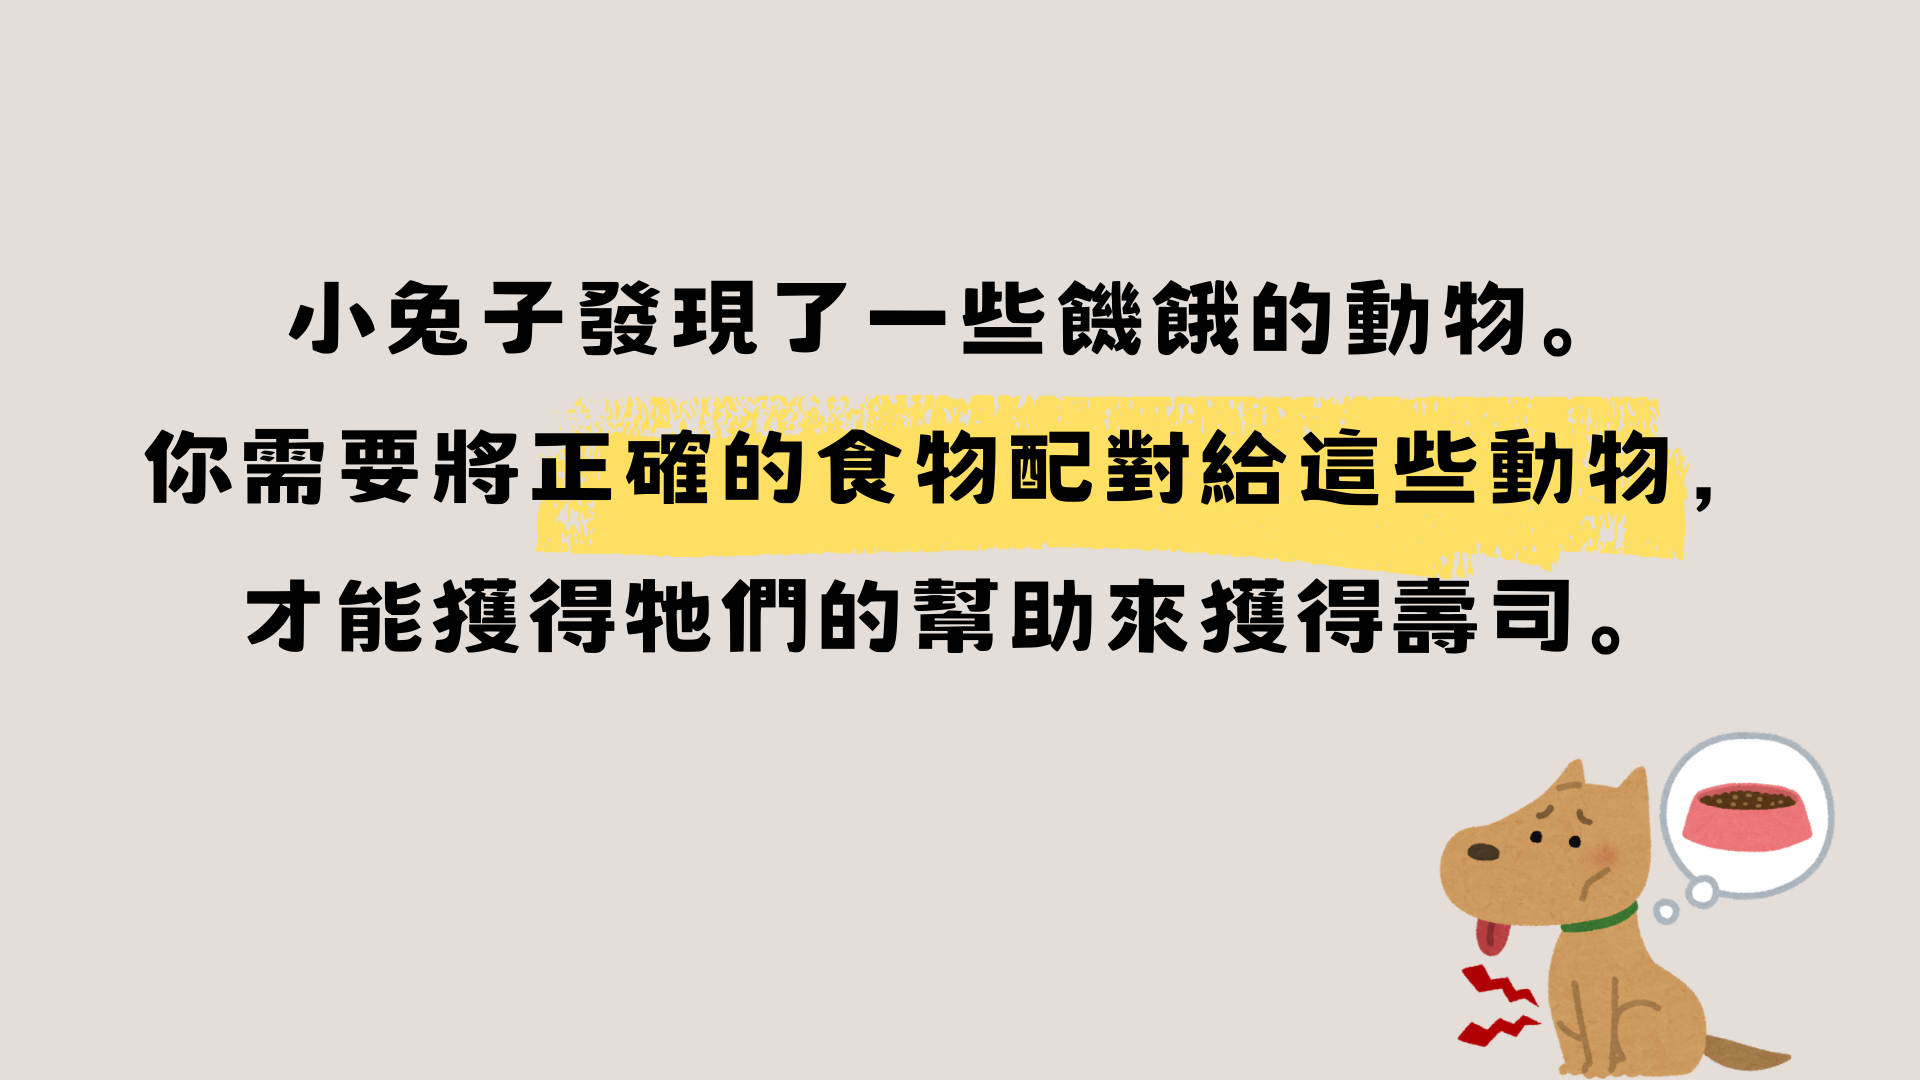 小兔子發現了一些饑餓的動物。
你需要將正確的食物配對給這些動物，
才能獲得牠們的幫助來獲得壽司。